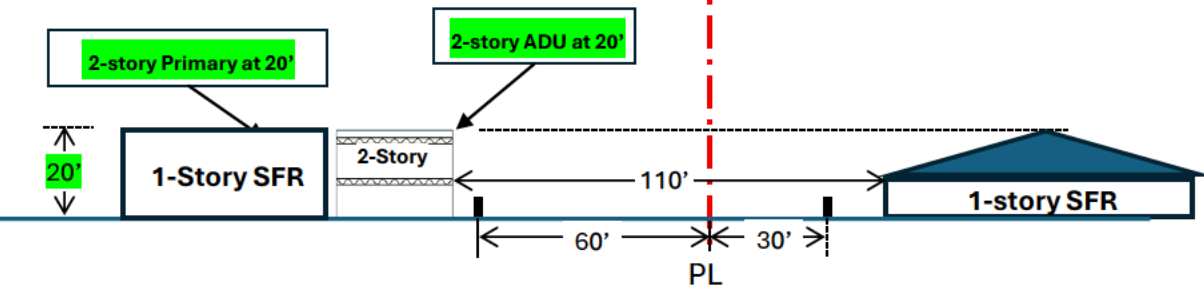 2-story ADU at 20’
2-story Primary at 20’
2-Story
20’
1-Story SFR
110’
1-story SFR
60’
30’
PL